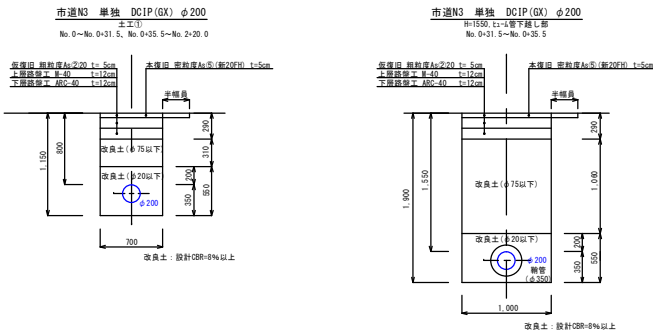 市道N3 単独 DCIP(GX) φ200
土工①
No.0～No.0+31.5、No.0+35.5～No.2+20.0
仮復旧 粗粒度As②20 t= 5cm
上層路盤工 M-40 t=12cm
下層路盤工 ARC-40 t=12cm
本復旧 密粒度As⑤(新20FH) t=5cm
半幅員
290
310
200
350
550
800
1,150
改良土(φ75以下)
改良土(φ20以下)
φ200
700
改良土：設計CBR=8%以上
市道N3 単独 DCIP(GX) φ200
H=1550、ヒューム管下越し部
No.0+31.5～No.0+35.5
仮復旧 粗粒度As②20 t= 5cm
上層路盤工 M-40 t=12cm
下層路盤工 ARC-40 t=12cm
本復旧 密粒度As⑤(新20FH) t=5cm
半幅員
290
1,060
200
350
550
1,550
1,900
改良土(φ75以下)
改良土(φ20以下)
φ200
鞘管
(φ350)
1,000
改良土：設計CBR=8%以上